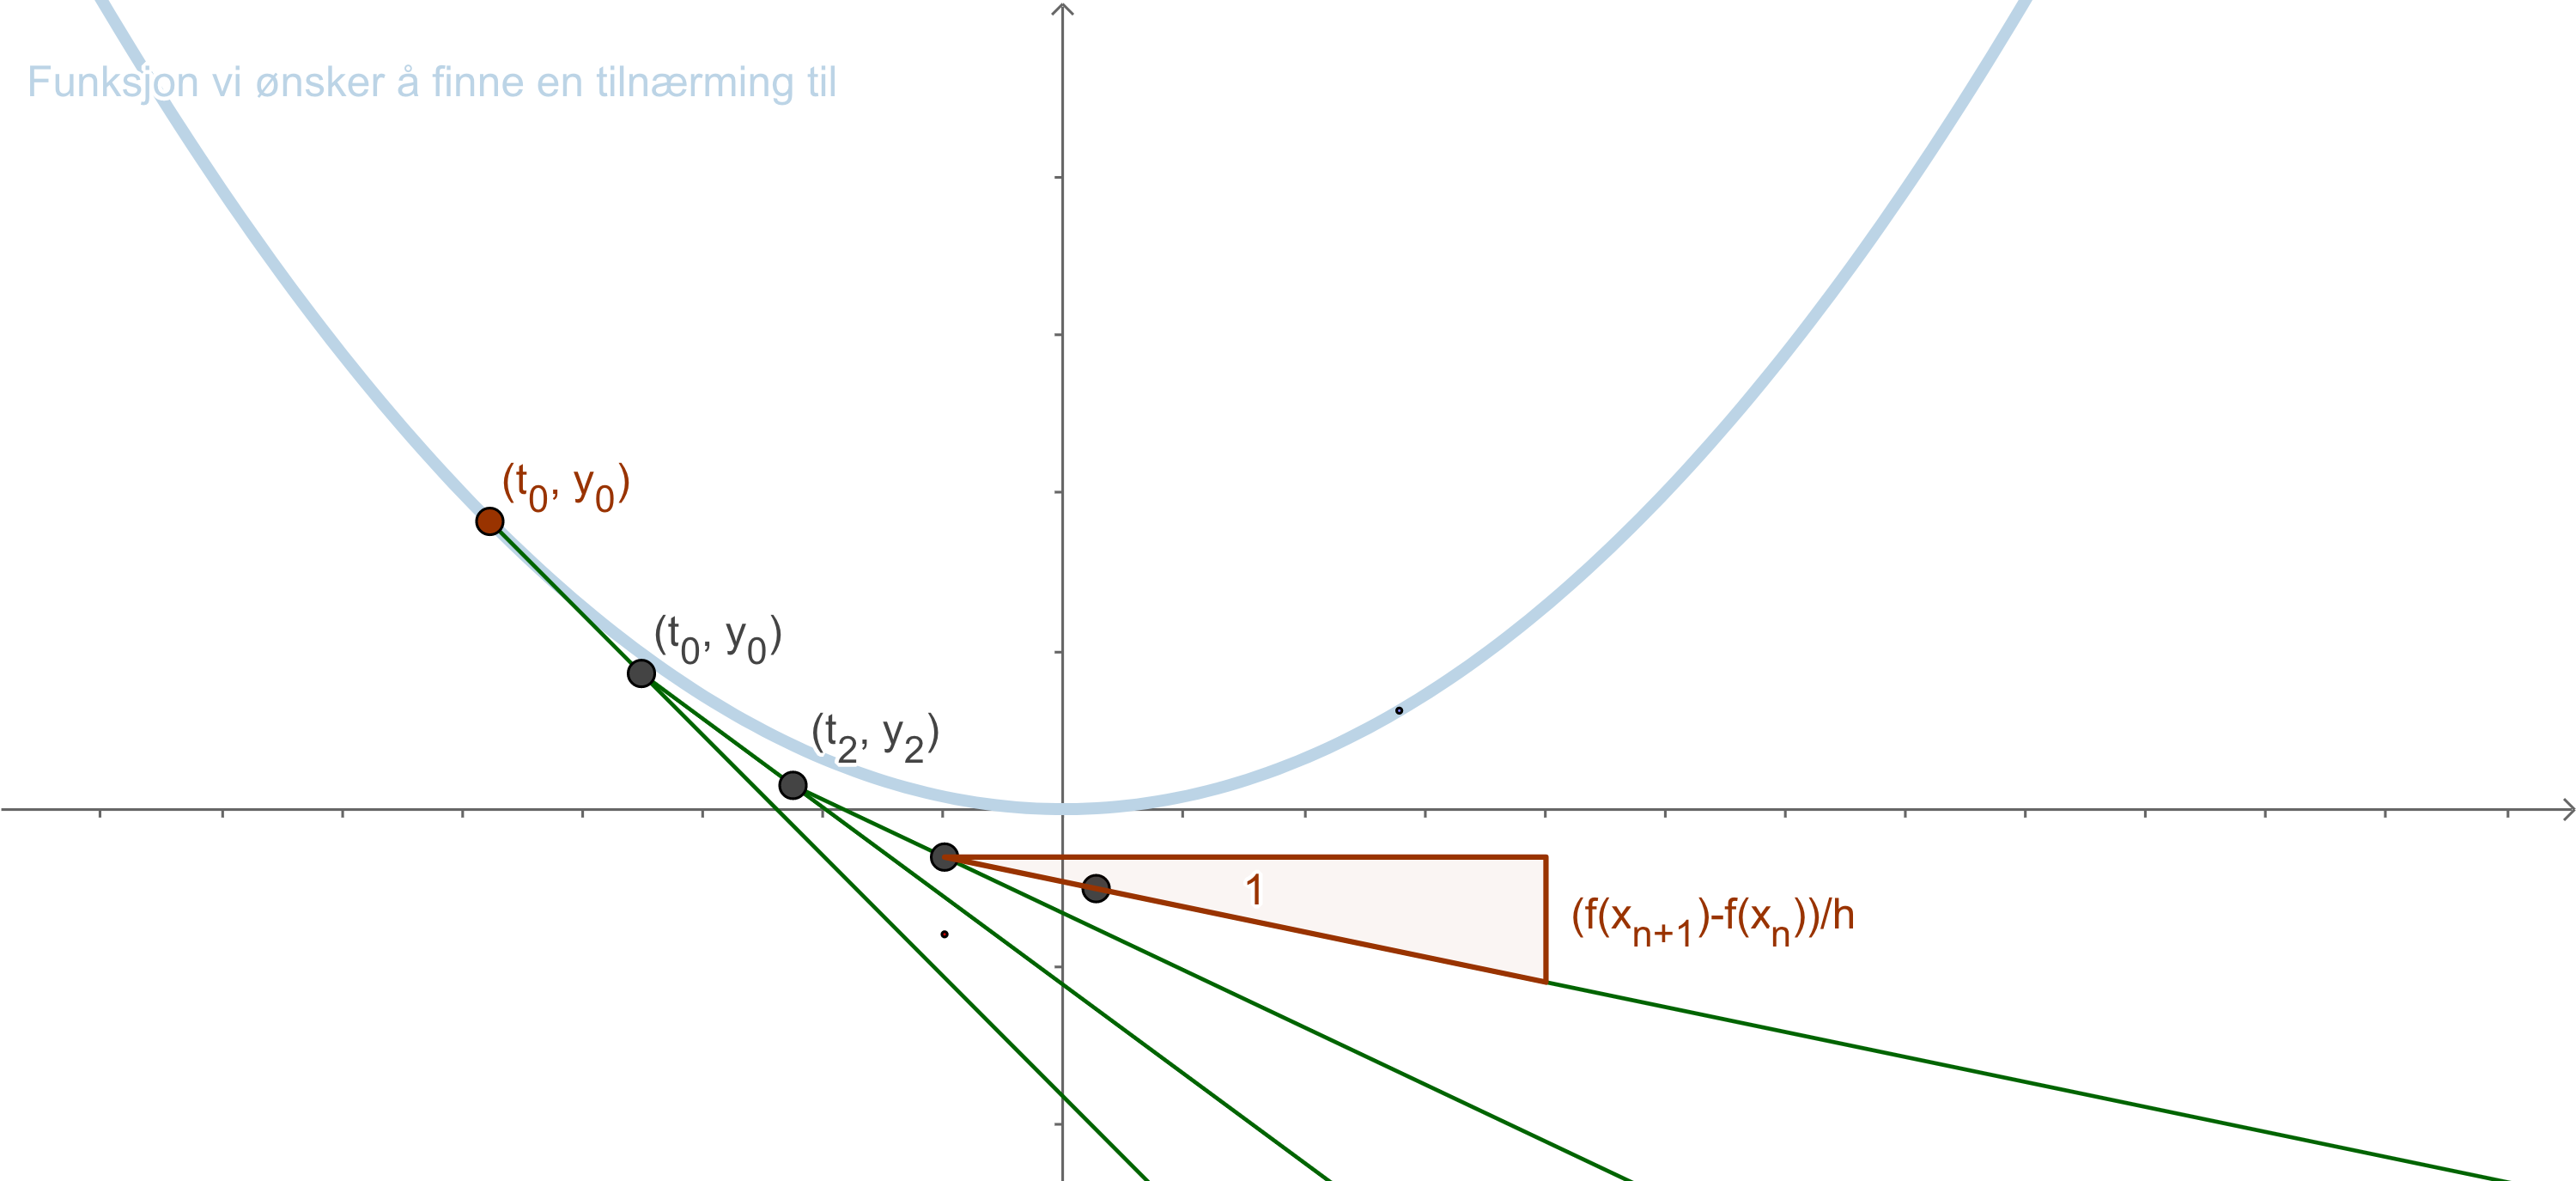 Funksjon vi ønsker å finne en tilnærming til
(t₀, y₀)
(t₀, y₀)
(t₂, y₂)
1
(f(xₙ₊₁)-f(xₙ))/h